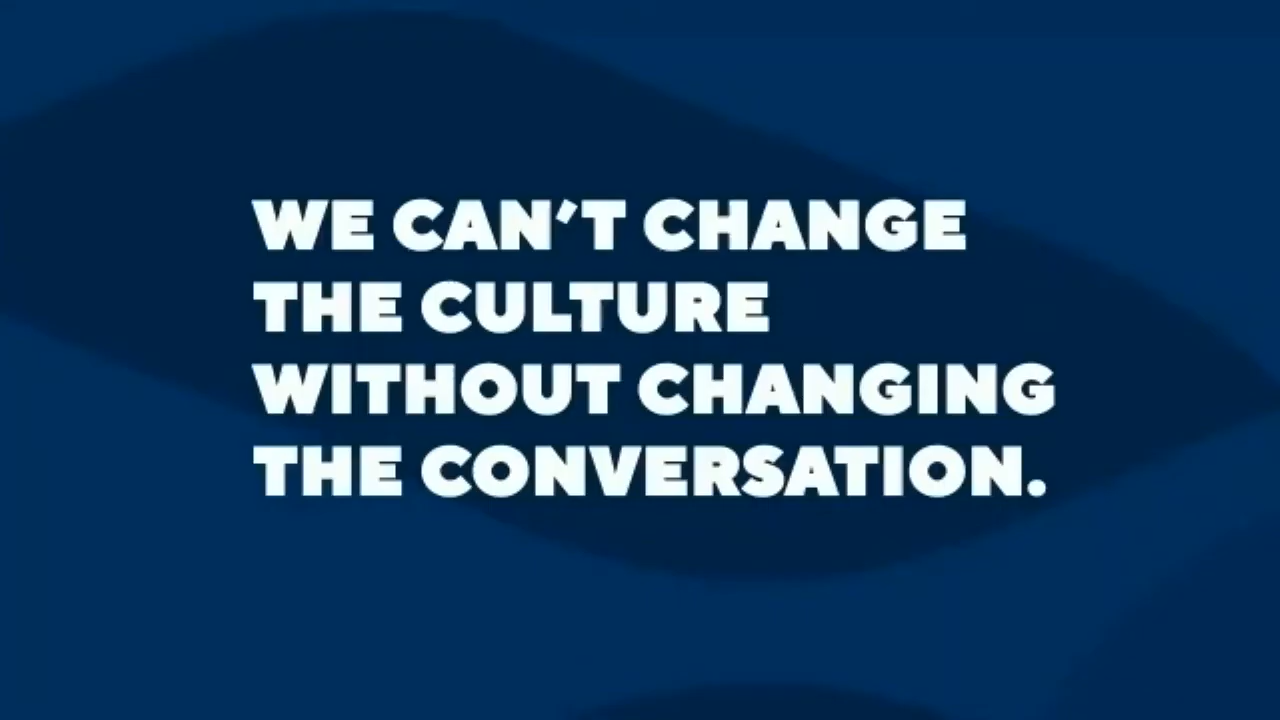 WE CAN'T CHANGE
THE CULTURE
WITHOUT CHANGING
THE CONVERSATION.